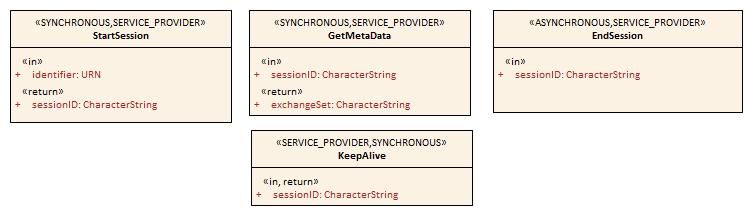 «SYNCHRONOUS,SERVICE_PROVIDER»
StartSession
«in»
+ identifier: URN
«return»
+ sessionID: CharacterString
«SYNCHRONOUS,SERVICE_PROVIDER»
GetMetaData
«in»
+ sessionID: CharacterString
«return»
+ exchangeSet: CharacterString
«ASYNCHRONOUS,SERVICE_PROVIDER»
EndSession
«in»
+ sessionID: CharacterString
«SERVICE_PROVIDER,SYNCHRONOUS»
KeepAlive
«in, return»
+ sessionID: CharacterString